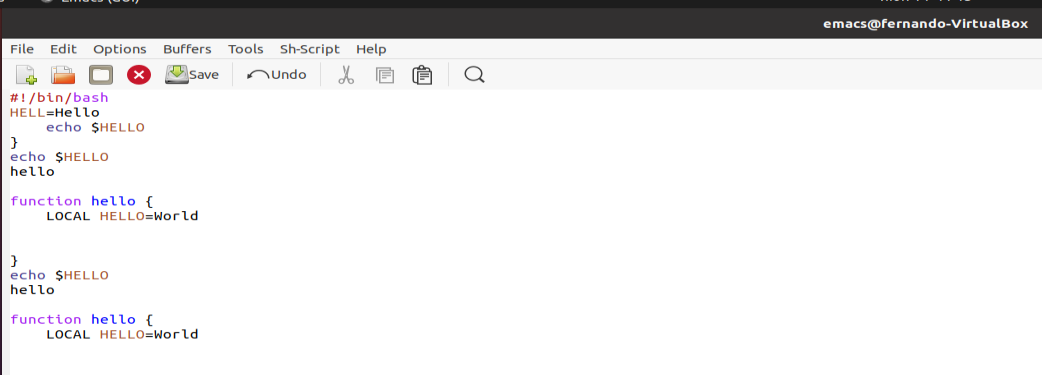 emacs@fernando-VirtualBox
File Edit Options Buffers Tools Sh-Script Help
Save Undo
#!/bin/bash
HELL=Hello
    echo $HELLO
}
echo $HELLO
hello

function hello {
    LOCAL HELLO=World


}
echo $HELLO
hello

function hello {
    LOCAL HELLO=World